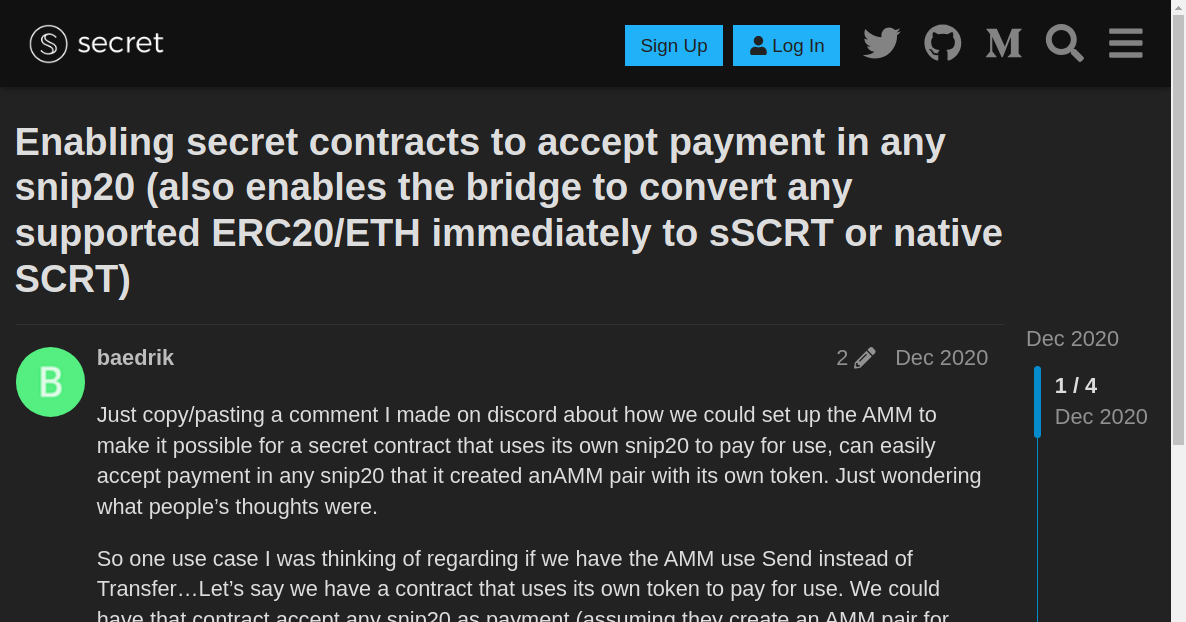 secret
Sign Up
Log In
Enabling secret contracts to accept payment in any
snip20 (also enables the bridge to convert any
supported ERC20/ETH immediately to sSCRT or native
SCRT)
B
baedrik
2
Dec 2020
Just copy/pasting a comment I made on discord about how we could set up the AMM to
make it possible for a secret contract that uses its own snip20 to pay for use, can easily
accept payment in any snip20 that it created anAMM pair with its own token. Just wondering
what people’s thoughts were.
So one use case I was thinking of regarding if we have the AMM use Send instead of
Transfer…Let’s say we have a contract that uses its own token to pay for use. We could
have that contract accept any snip20 as payment (assuming they create an AMM pair for
Dec 2020
1 / 4
Dec 2020